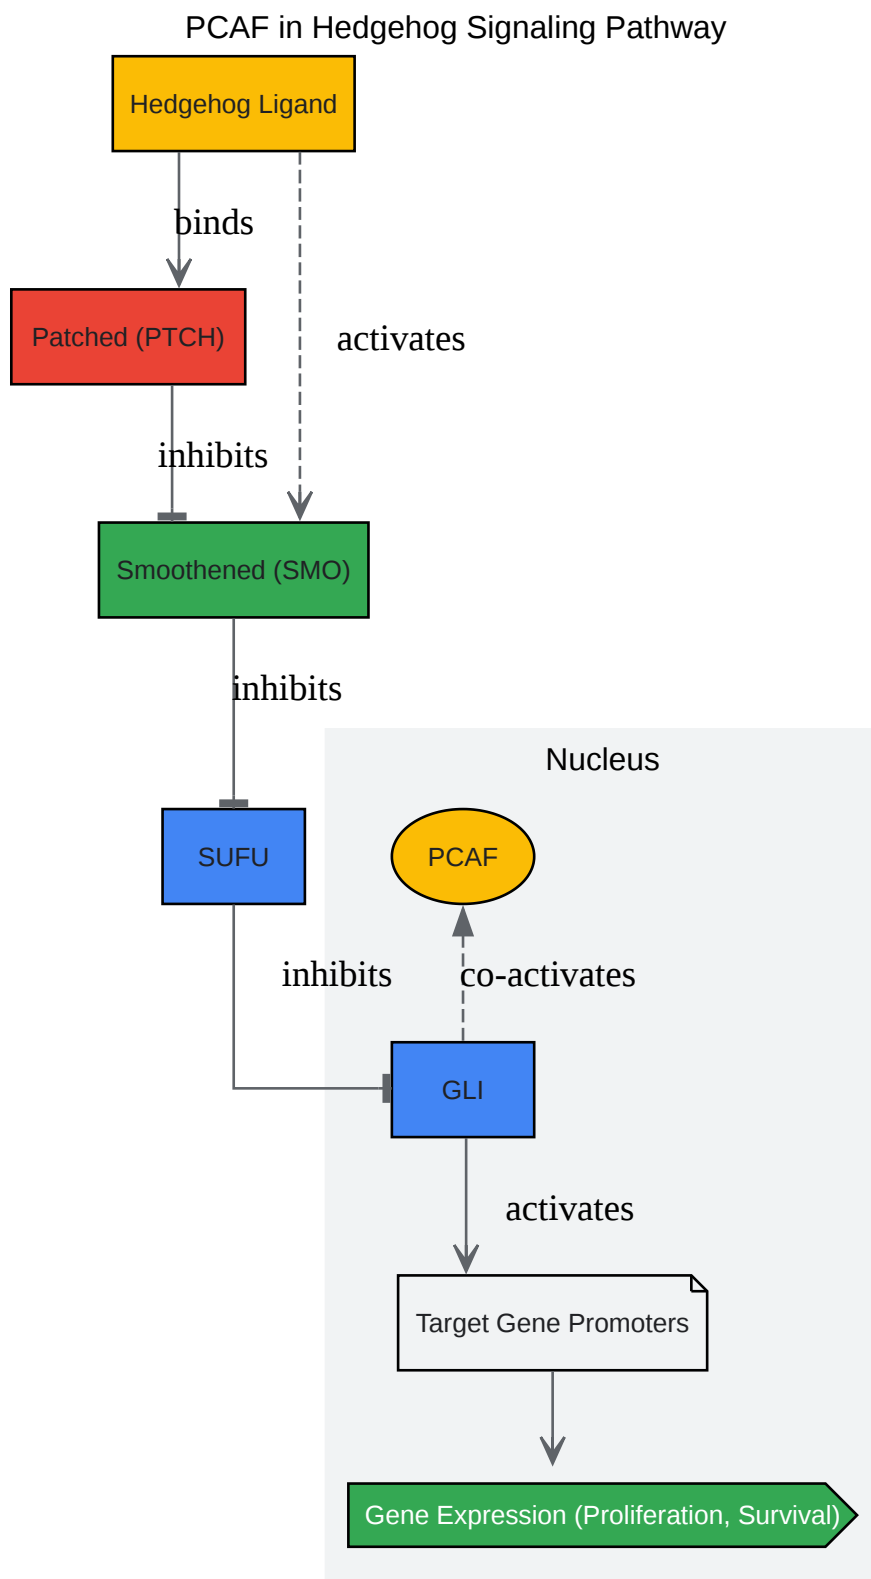 PCAF in Hedgehog Signaling Pathway
Hedgehog Ligand
binds
Patched (PTCH)
activates
inhibits
Smoothened (SMO)
inhibits
Nucleus
SUFU
PCAF
inhibits
co-activates
GLI
activates
Target Gene Promoters
Gene Expression (Proliferation, Survival)